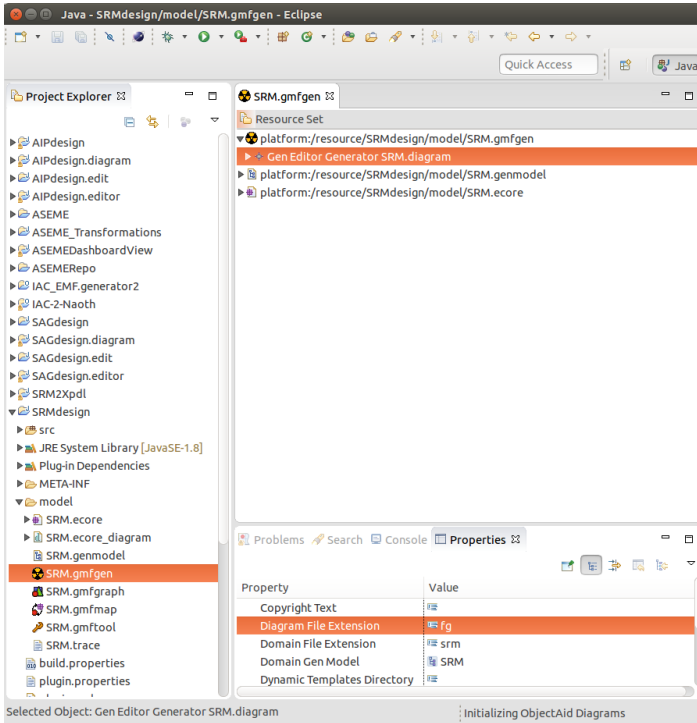 Java - SRMdesign/model/SRM.gmfgen - Eclipse
Quick Access
Java
Project Explorer
AIPdesign
AIPdesign.diagram
AIPdesign.edit
AIPdesign.editor
ASEME
ASEME_Transformations
ASEMEDashboardView
ASEMERepo
IAC_EMF.generator2
IAC-2-Naoth
SAGdesign
SAGdesign.diagram
SAGdesign.edit
SAGdesign.editor
SRM2Xpdl
SRMdesign
src
JRE System Library [JavaSE-1.8]
Plug-in Dependencies
META-INF
model
SRM.ecore
SRM.ecore_diagram
SRM.genmodel
SRM.gmfgen
SRM.gmfgraph
SRM.gmfmap
SRM.gmftool
SRM.trace
build.properties
plugin.properties
SRM.gmfgen
Resource Set
platform:/resource/SRMdesign/model/SRM.gmfgen
Gen Editor Generator SRM.diagram
platform:/resource/SRMdesign/model/SRM.genmodel
platform:/resource/SRMdesign/model/SRM.ecore
Problems Search Console Properties
Property Value
Copyright Text
Diagram File Extension fg
Domain File Extension srm
Domain Gen Model SRM
Dynamic Templates Directory
Selected Object: Gen Editor Generator SRM.diagram
Initializing ObjectAid Diagrams